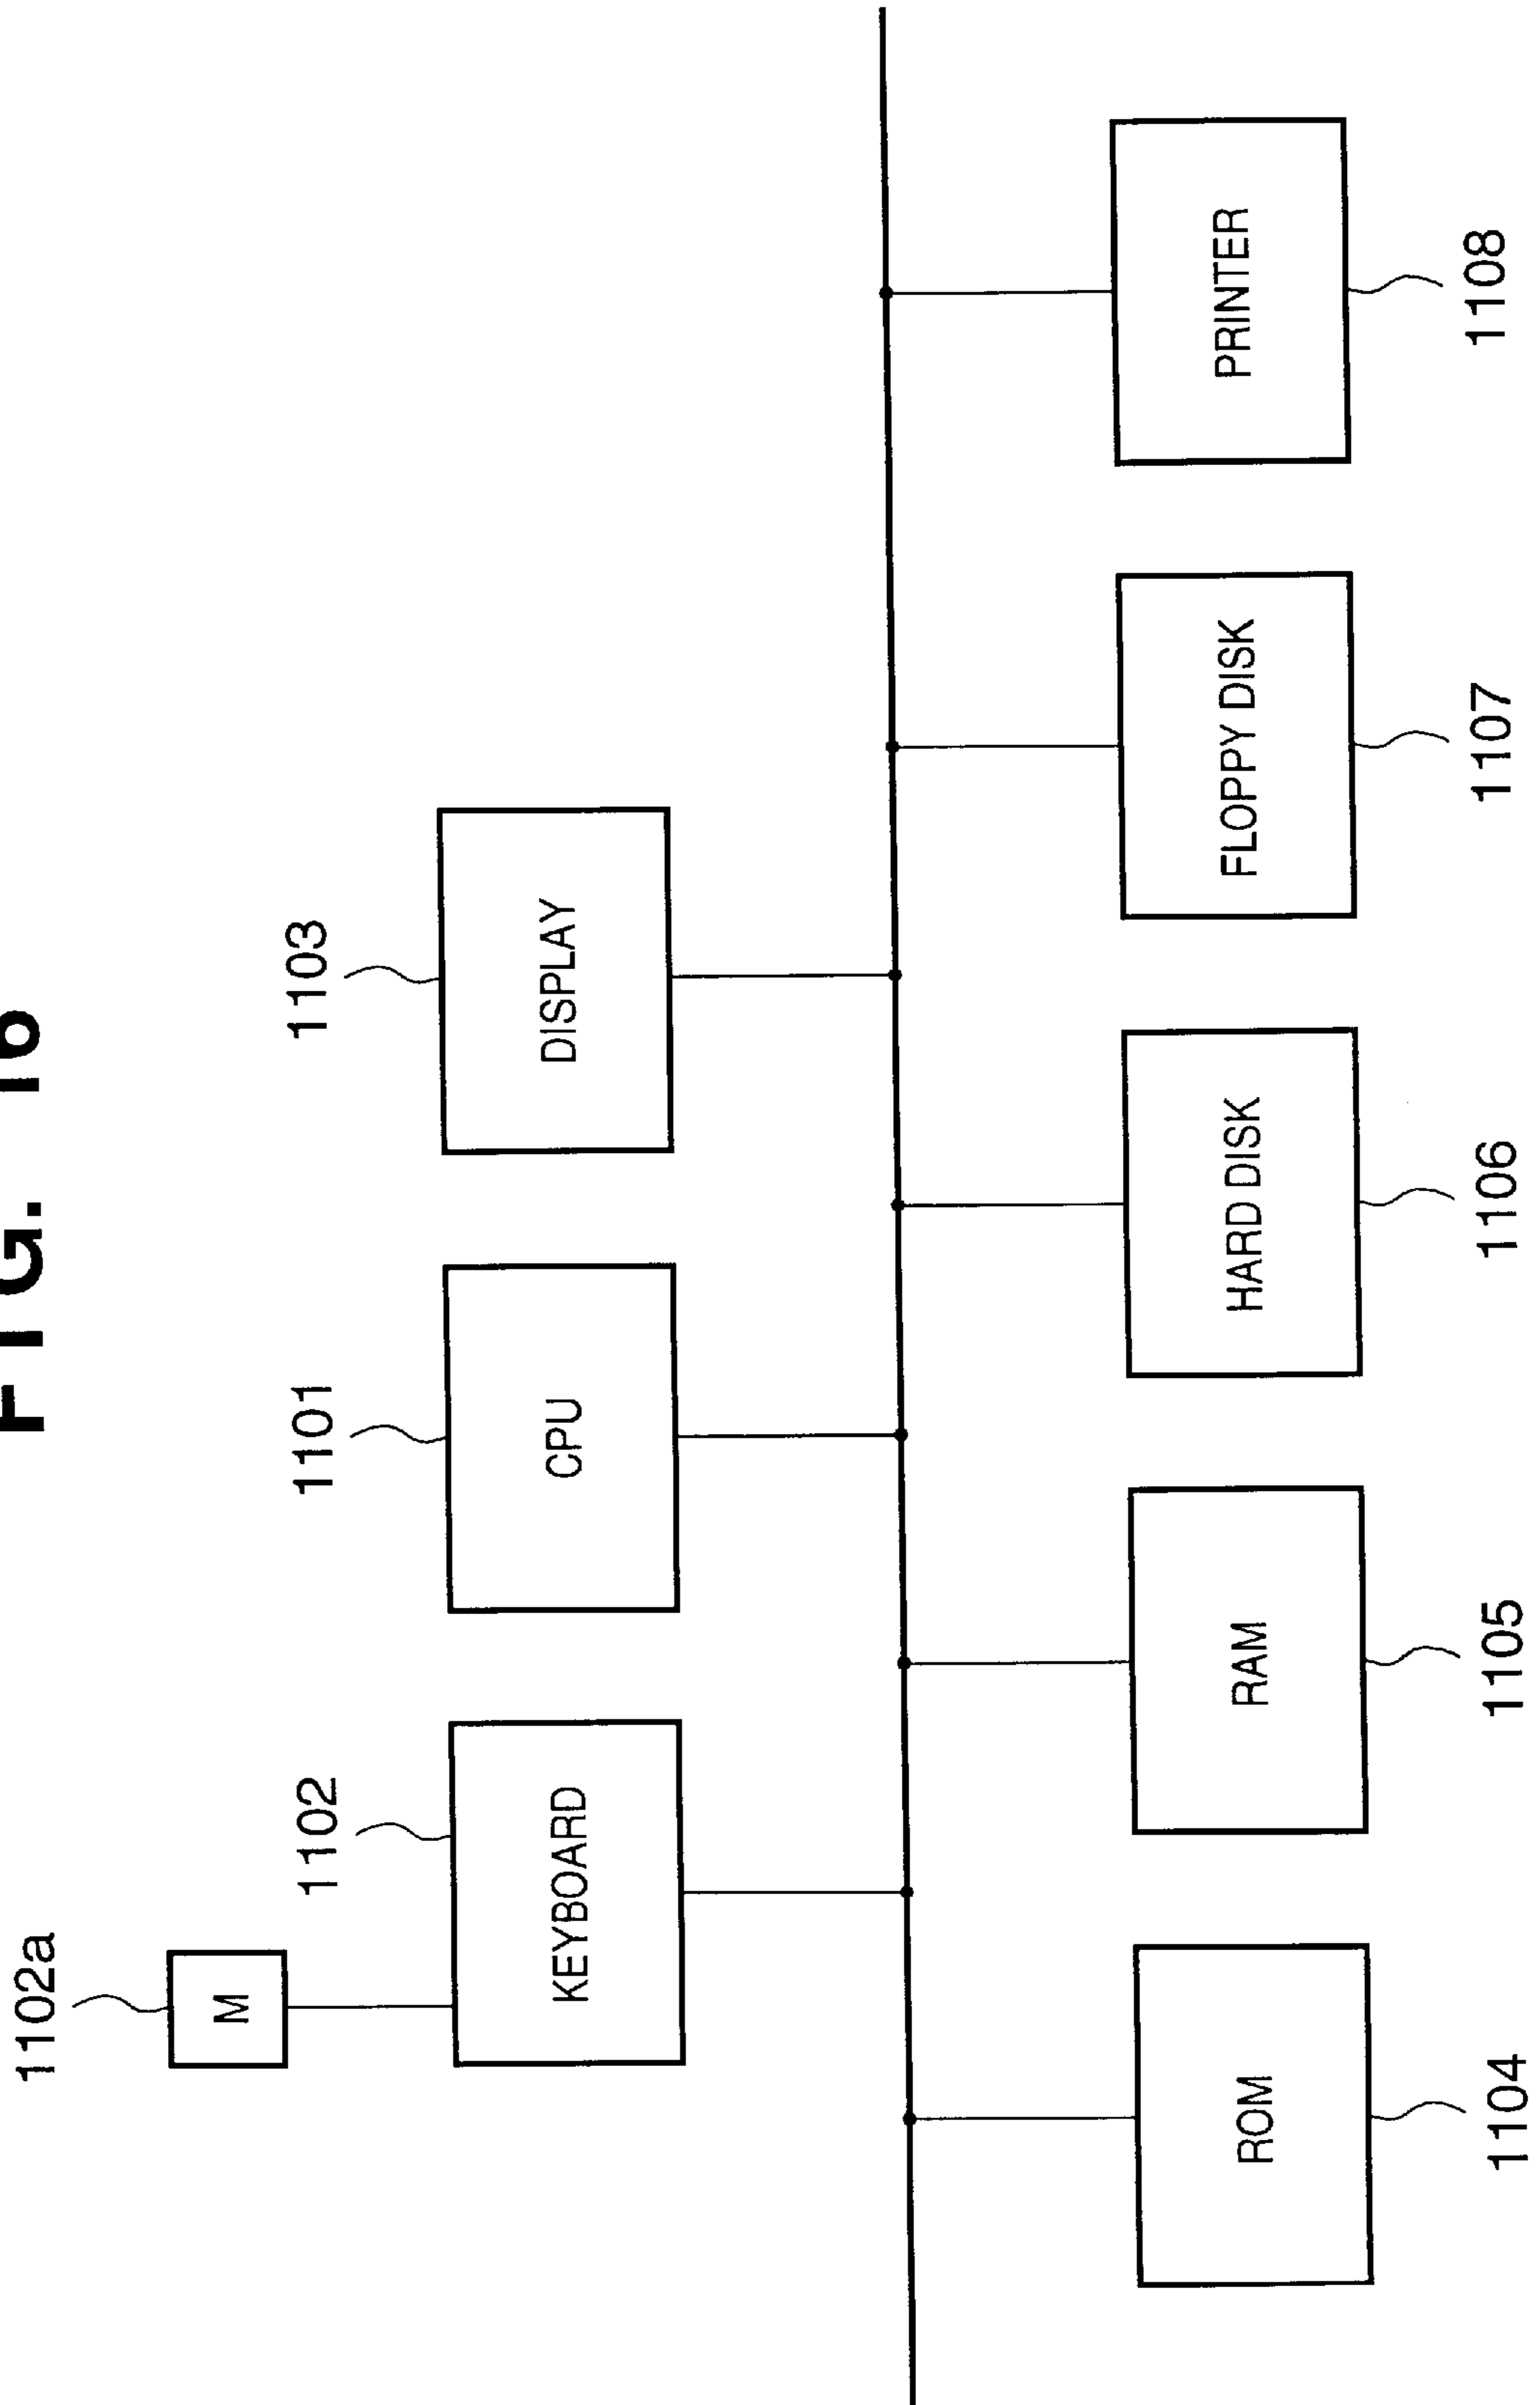 FIG. 16
1102a
M
1102
1101
1103
KEYBOARD
CPU
DISPLAY
ROM
RAM
HARD DISK
FLOPPY DISK
PRINTER
1104
1105
1106
1107
1108